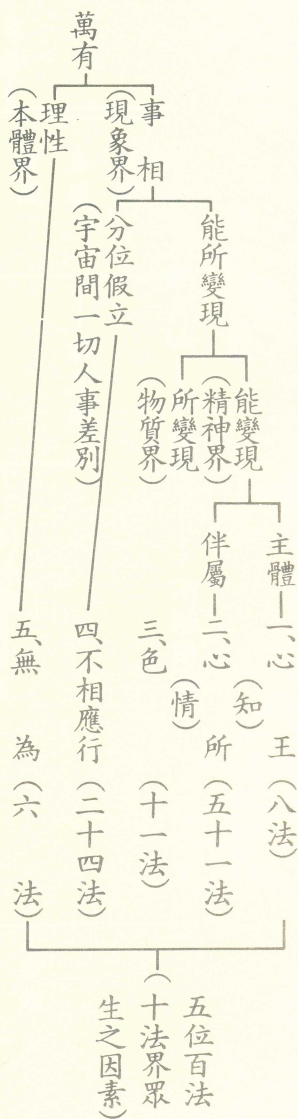 萬有
事相
（現象界）
理性
（本體界）
能所變現
分位假立
（宇宙間一切人事差別）
能變現
（精神界）
所變現
（物質界）
主體
伴屬
一、心王（八法）
（知）
二、心所（五十一法）
（情）
三、色（十一法）
四、不相應行（二十四法）
五、無為（六法）
五位百法
（十法界眾
生之因素）